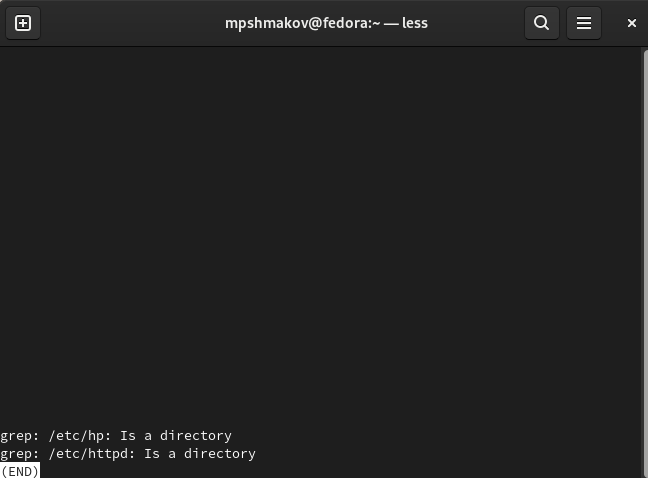 mpshmakov@fedora:~ — less
grep: /etc/hp: Is a directory
grep: /etc/httpd: Is a directory
(END)